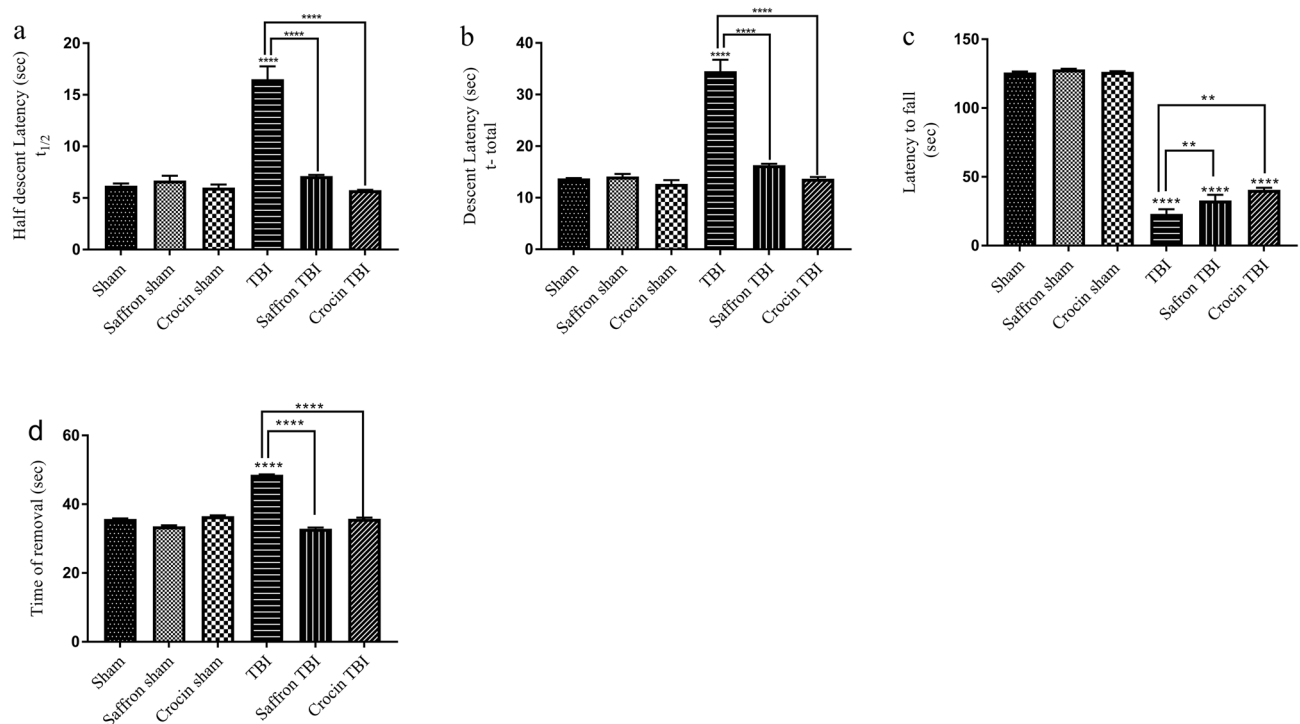 a
Half descent Latency (sec)
t1/2
20
15
10
5
0
****
****
****
Sham
Saffron sham
Crocin sham
TBI
Saffron TBI
Crocin TBI
b
Descent Latency (sec)
t- total
40
30
20
10
0
****
****
****
Sham
Saffron sham
Crocin sham
TBI
Saffron TBI
Crocin TBI
c
Latency to fall
(sec)
150
100
50
0
**
**
****
****
****
Sham
Saffron sham
Crocin sham
TBI
Saffron TBI
Crocin TBI
d
Time of removal (sec)
60
40
20
0
****
****
****
Sham
Saffron sham
Crocin sham
TBI
Saffron TBI
Crocin TBI